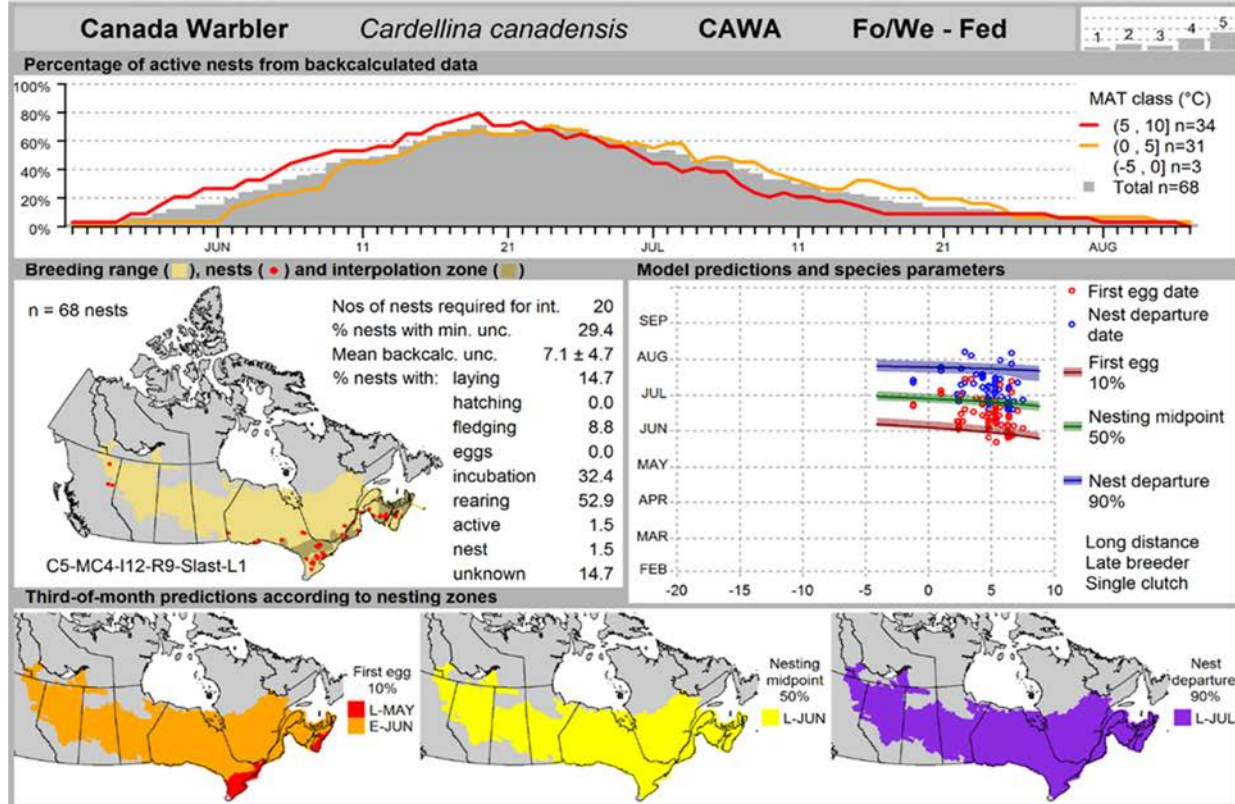 Canada Warbler Cardellina canadensis CAWA Fo/We - Fed
1 2 3 4 5
Percentage of active nests from backcalculated data
100%
80%
60%
40%
20%
0%
JUN 11 21 JUL 11 21 AUG
MAT class (°C)
(5 , 10] n=34
(0 , 5] n=31
(-5 , 0] n=3
Total n=68
Breeding range ( ), nests ( ) and interpolation zone ( )
n = 68 nests
Nos of nests required for int. 20
% nests with min. unc. 29.4
Mean backcalc. unc. 7.1 ± 4.7
% nests with: laying 14.7
hatching 0.0
fledging 8.8
eggs 0.0
incubation 32.4
rearing 52.9
active 1.5
nest 1.5
unknown 14.7
C5-MC4-I12-R9-Slast-L1
Model predictions and species parameters
SEP
AUG
JUL
JUN
MAY
APR
MAR
FEB
-20 -15 -10 -5 0 5 10
First egg date
Nest departure
date
First egg
10%
Nesting midpoint
50%
Nest departure
90%
Long distance
Late breeder
Single clutch
Third-of-month predictions according to nesting zones
First egg
10%
L-MAY
E-JUN
Nesting
midpoint
50%
L-JUN
Nest
departure
90%
L-JUL